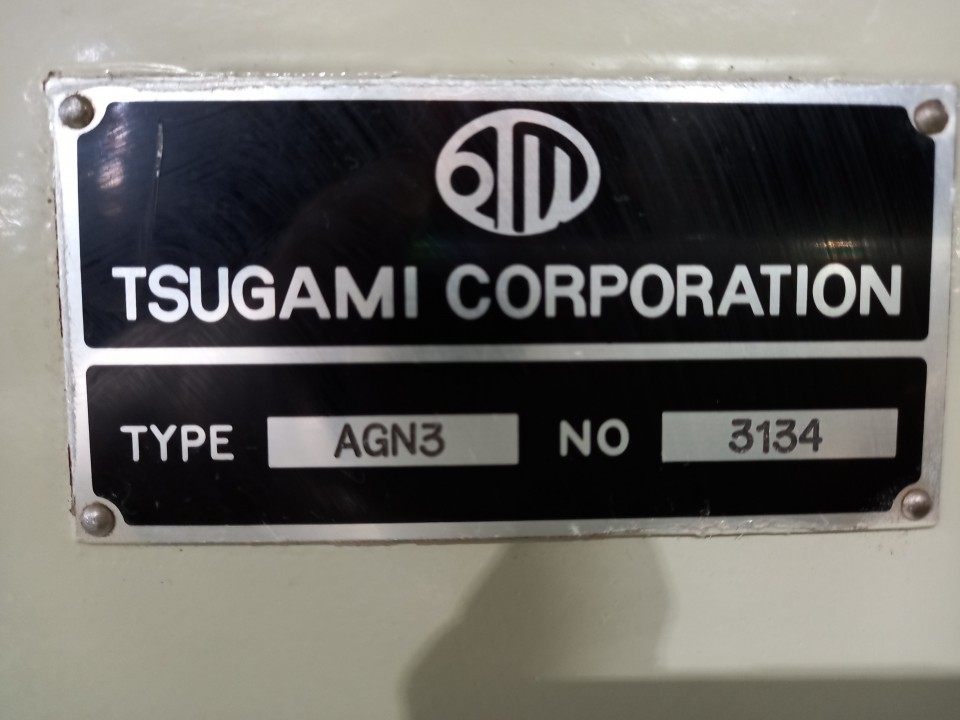 TSUGAMI CORPORATION
TYPE AGN3 NO 3134